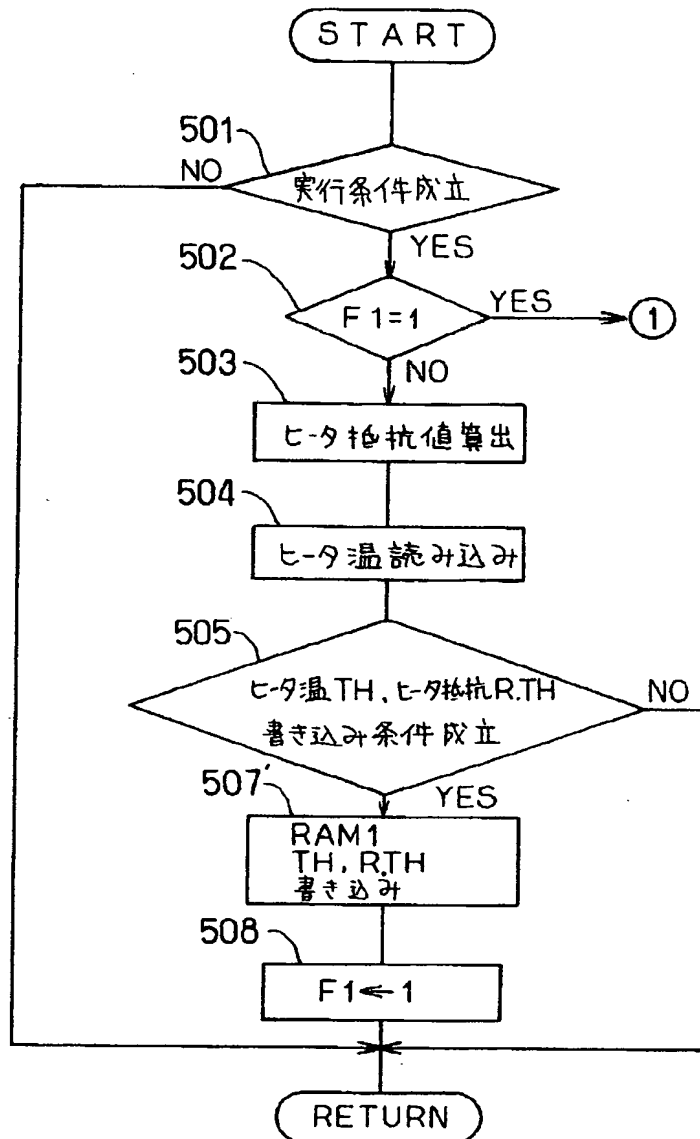 START
501
NO
実行条件成立
YES
502
F1=1
YES
1
NO
503
ヒータ抵抗値算出
504
ヒータ温読み込み
505
ヒータ温TH、ヒータ抵抗R.TH
書き込み条件成立
NO
YES
507'
RAM1
TH, R.TH
書き込み
508
F1←1
RETURN